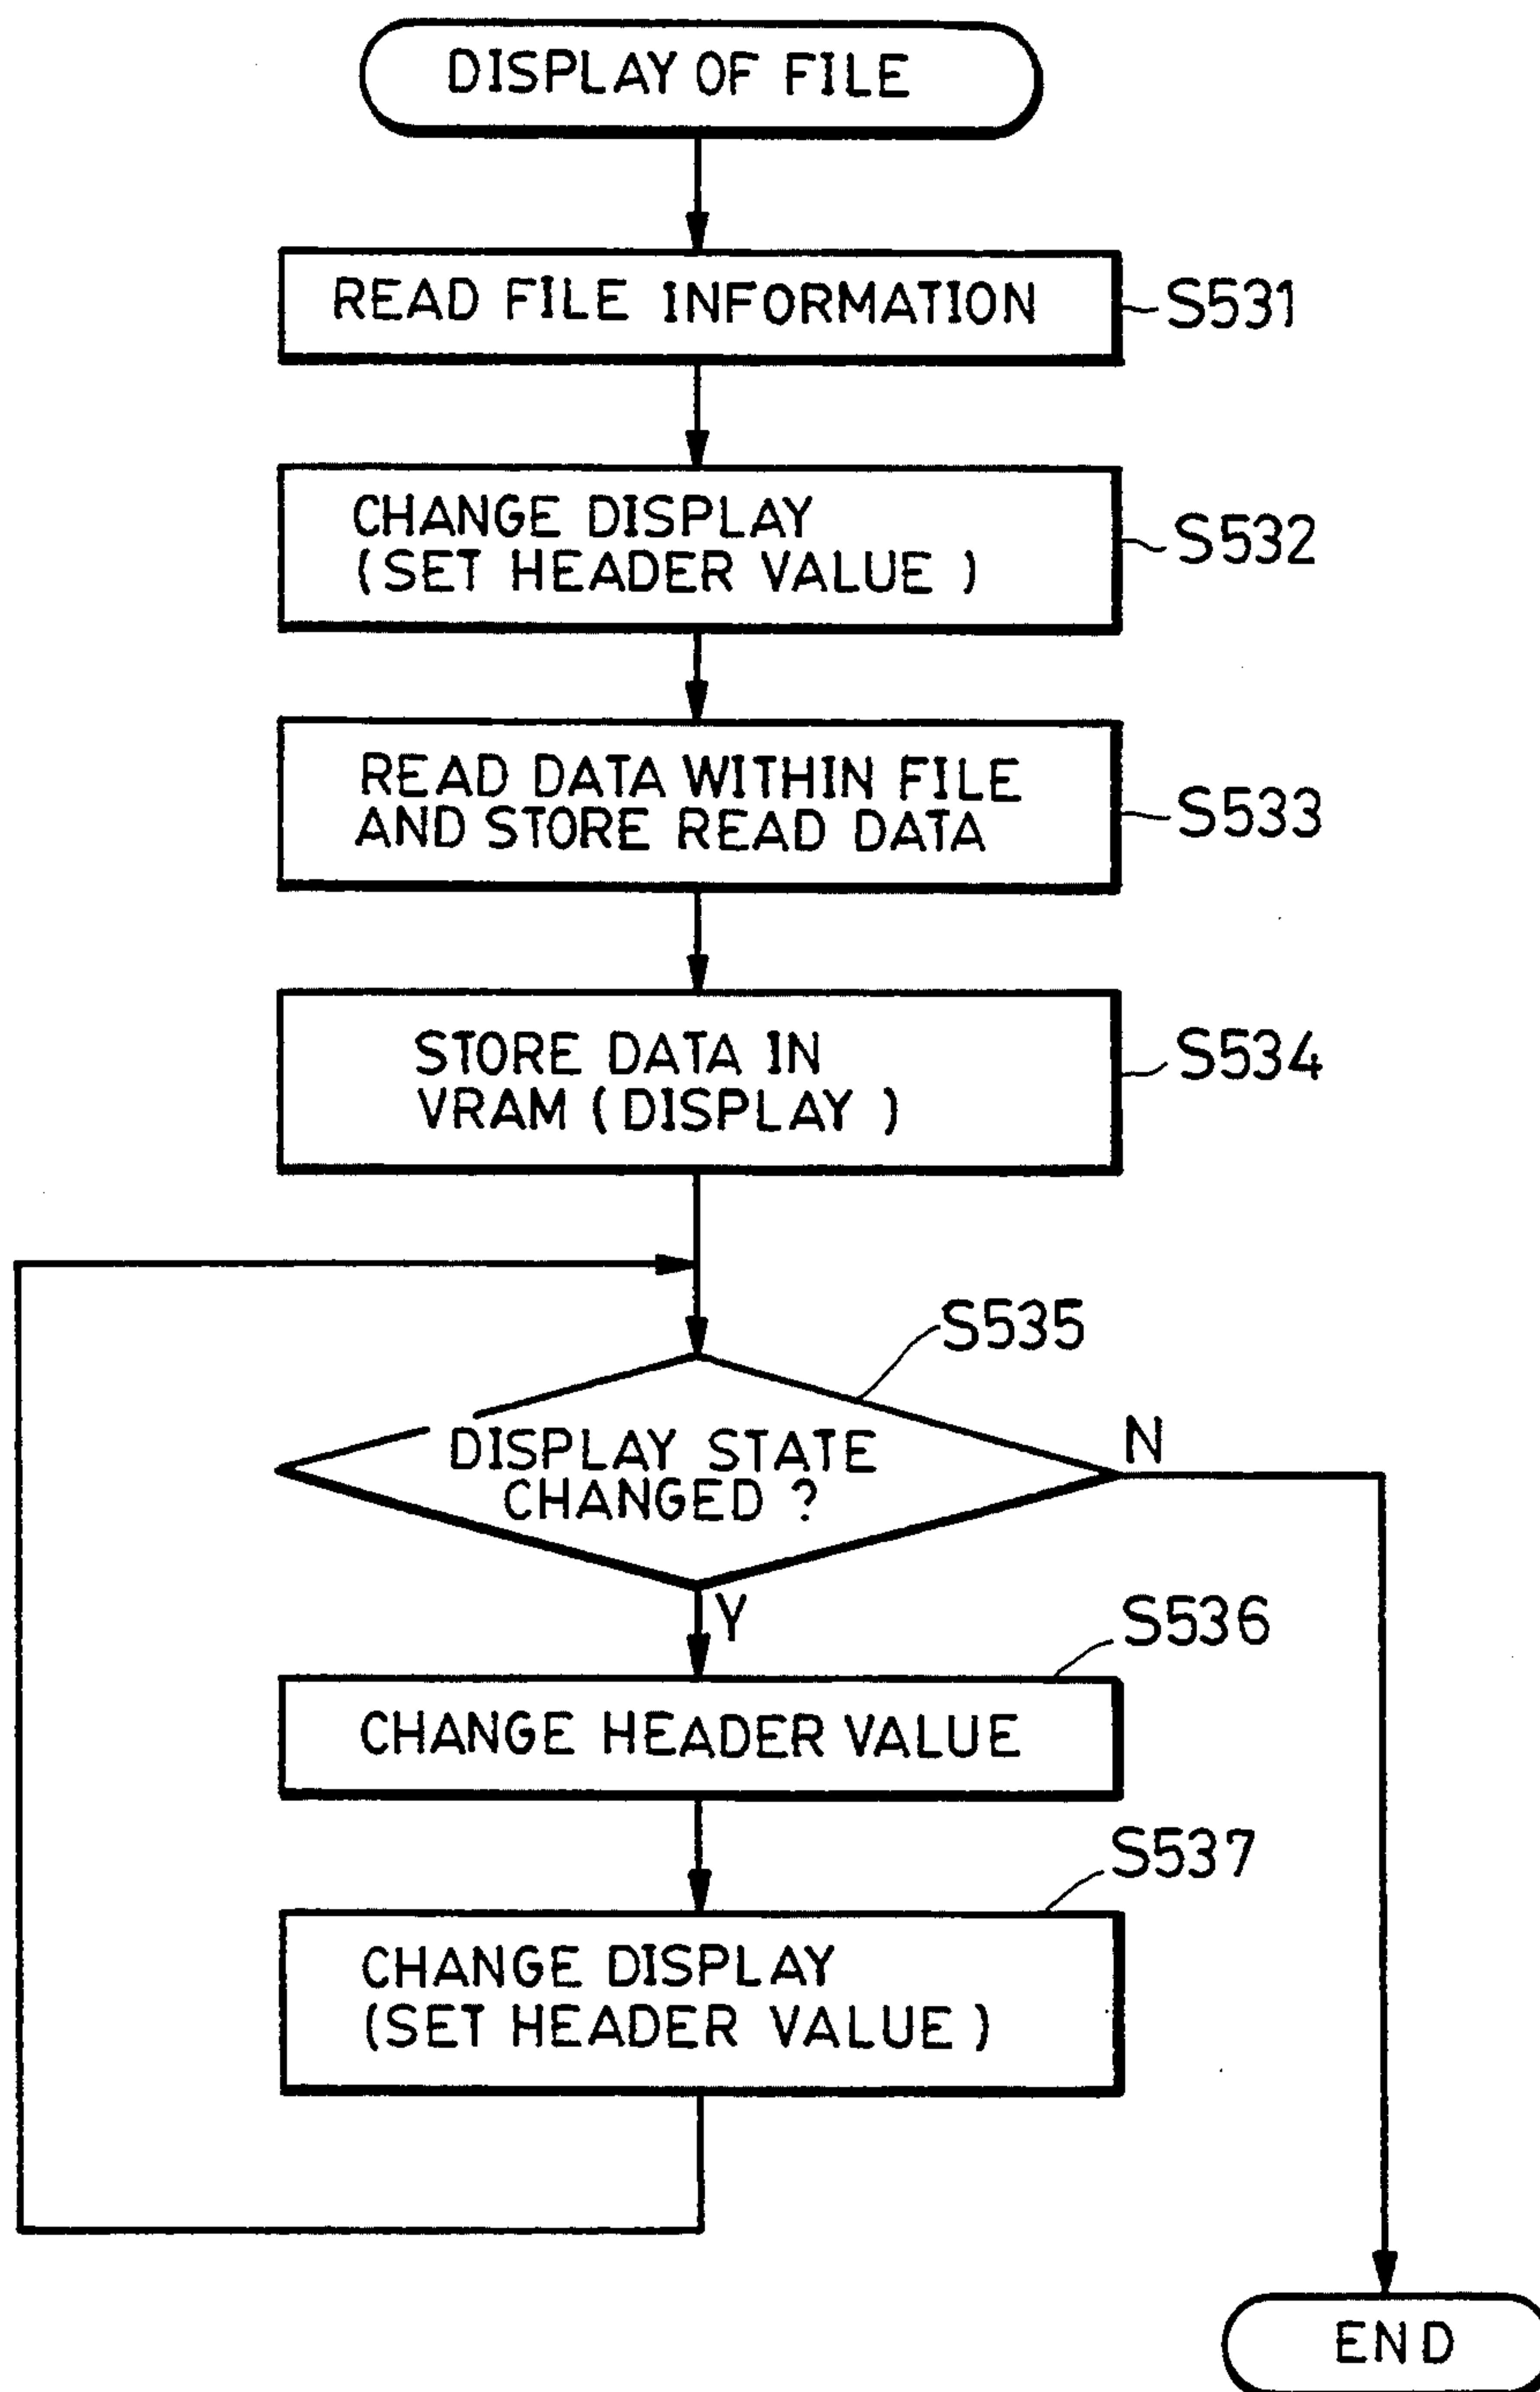 DISPLAY OF FILE
READ FILE INFORMATION
S531
CHANGE DISPLAY
(SET HEADER VALUE)
S532
READ DATA WITHIN FILE
AND STORE READ DATA
S533
STORE DATA IN
VRAM (DISPLAY)
S534
S535
DISPLAY STATE
CHANGED ?
N
Y
S536
CHANGE HEADER VALUE
S537
CHANGE DISPLAY
(SET HEADER VALUE)
END